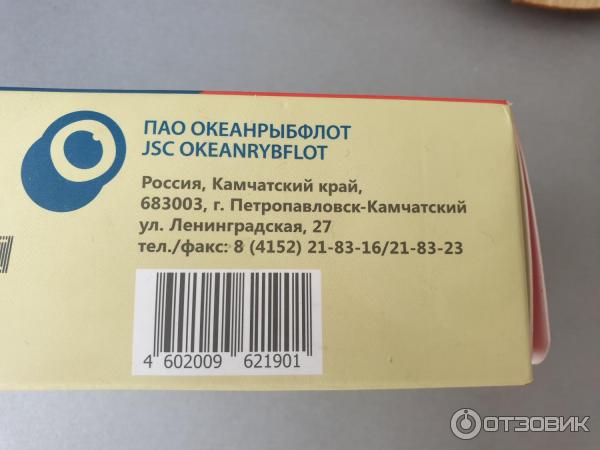 ПАО ОКЕАНРЫБФЛОТ
JSC OKEANRYBFLOT
Россия, Камчатский край,
683003, г. Петропавловск-Камчатский
ул. Ленинградская, 27
тел./факс: 8 (4152) 21-83-16/21-83-23
4 602009 621901
ОТЗОВИК